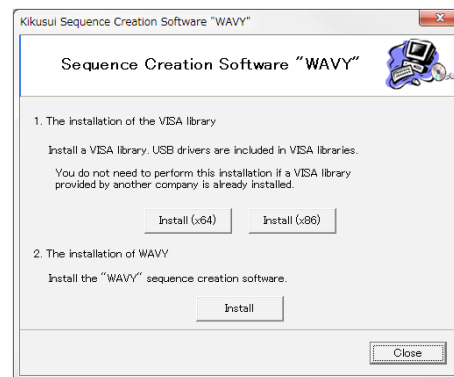 Kikusui Sequence Creation Software "WAVY"
Sequence Creation Software "WAVY"
1. The installation of the VISA library
Install a VISA library. USB drivers are included in VISA libraries.
You do not need to perform this installation if a VISA library
provided by another company is already installed.
Install (x64) Install (x86)
2. The installation of WAVY
Install the "WAVY" sequence creation software.
Install
Close